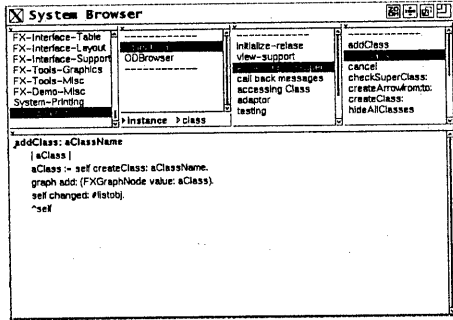 System Browser
FX-Interface-Table
FX-Interface-Layout
FX-Interface-Support
FX-Tools-Graphics
FX-Tools-Misc
FX-Demo-Misc
System-Printing
ODBrowser
instance
class
initialize-relase
view-support
call back messages
accessing Class
adaptor
testing
addClass
cancel
checkSuperClass:
createArrowfrom:to:
createClass:
hideAllClasses
addClass: aClassName
| aClass |
aClass := self createClass: aClassName.
graph add: (FXGraphNode value: aClass).
self changed: #listobj.
^self